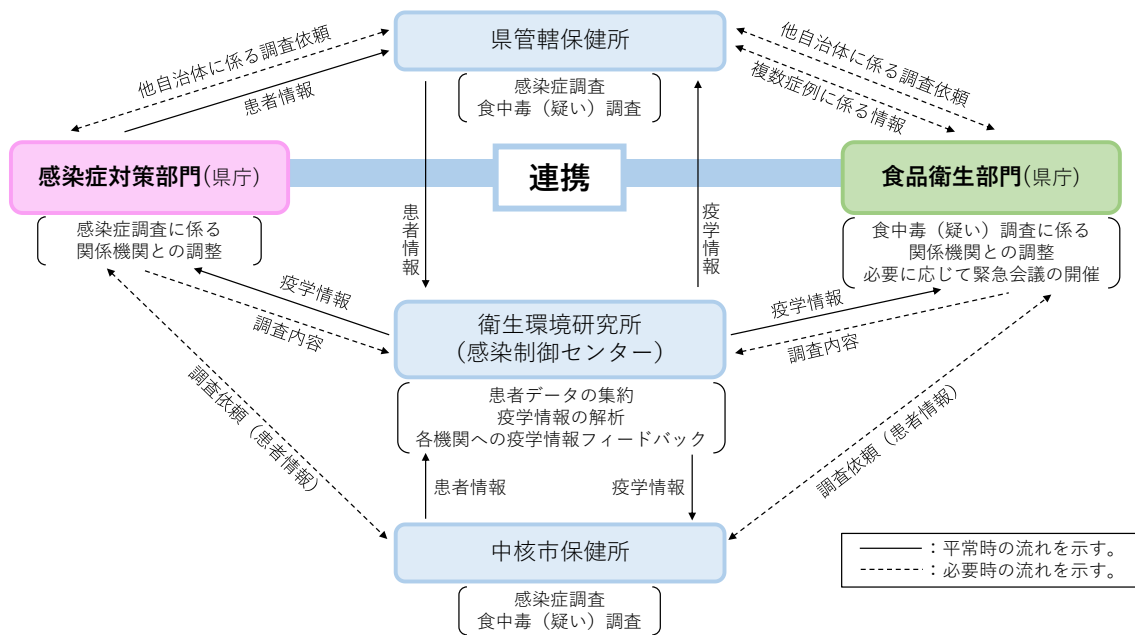 県管轄保健所
感染症調査
食中毒（疑い）調査
他自治体に係る調査依頼
患者情報
他自治体に係る調査依頼
複数症例に係る情報
感染症対策部門(県庁)
連携
食品衛生部門(県庁)
感染症調査に係る
関係機関との調整
患者情報
疫学情報
食中毒（疑い）調査に係る
関係機関との調整
必要に応じて緊急会議の開催
疫学情報
調査内容
衛生環境研究所
(感染制御センター)
疫学情報
調査内容
患者データの集約
疫学情報の解析
各機関への疫学情報フィードバック
調査依頼（患者情報）
調査依頼（患者情報）
患者情報
疫学情報
中核市保健所
感染症調査
食中毒（疑い）調査
：平常時の流れを示す。
：必要時の流れを示す。